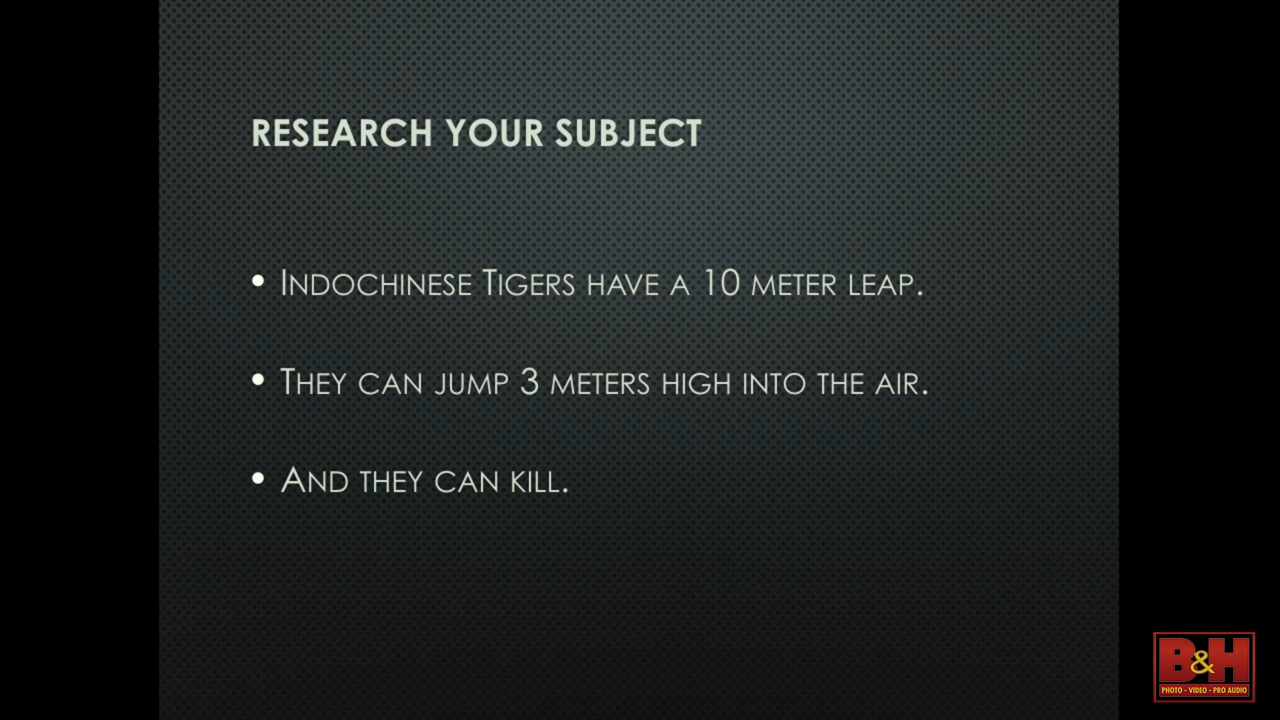 RESEARCH YOUR SUBJECT
• INDOCHINESE TIGERS HAVE A 10 METER LEAP.
• THEY CAN JUMP 3 METERS HIGH INTO THE AIR.
• AND THEY CAN KILL.
B&H
PHOTO - VIDEO - PRO AUDIO